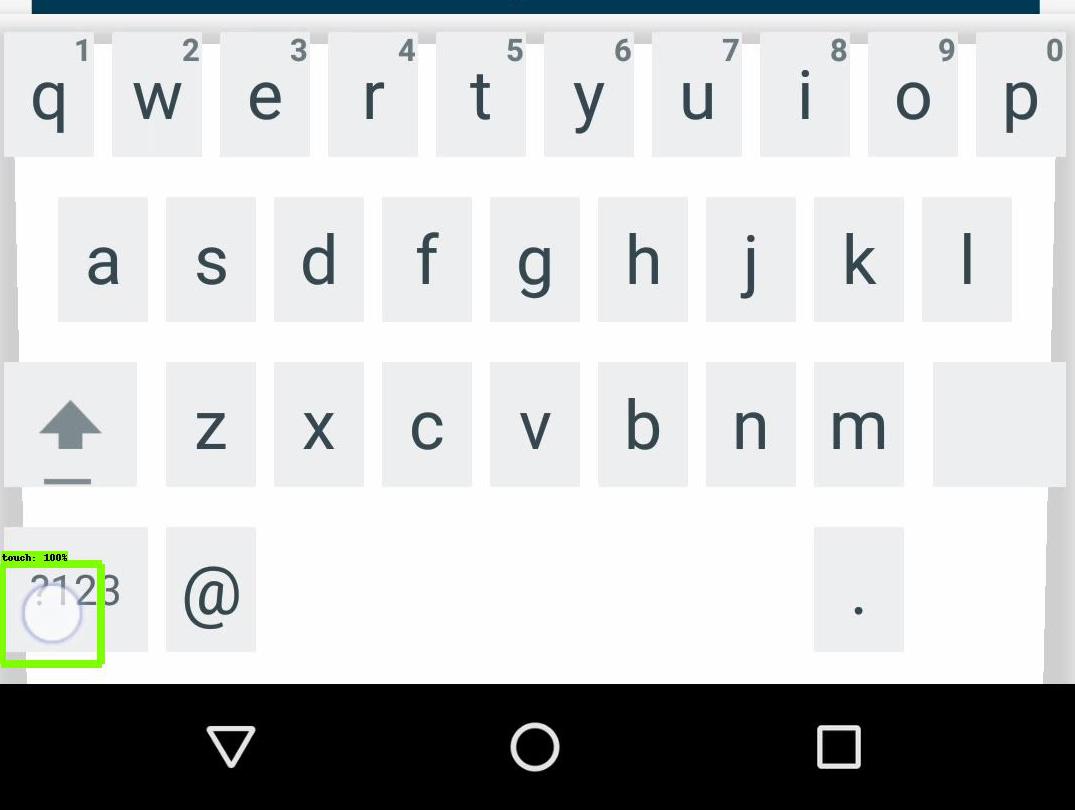 1 2 3 4 5 6 7 8 9 0
q w e r t y u i o p
a s d f g h j k l
z x c v b n m
touch: 100%
?123 @ .